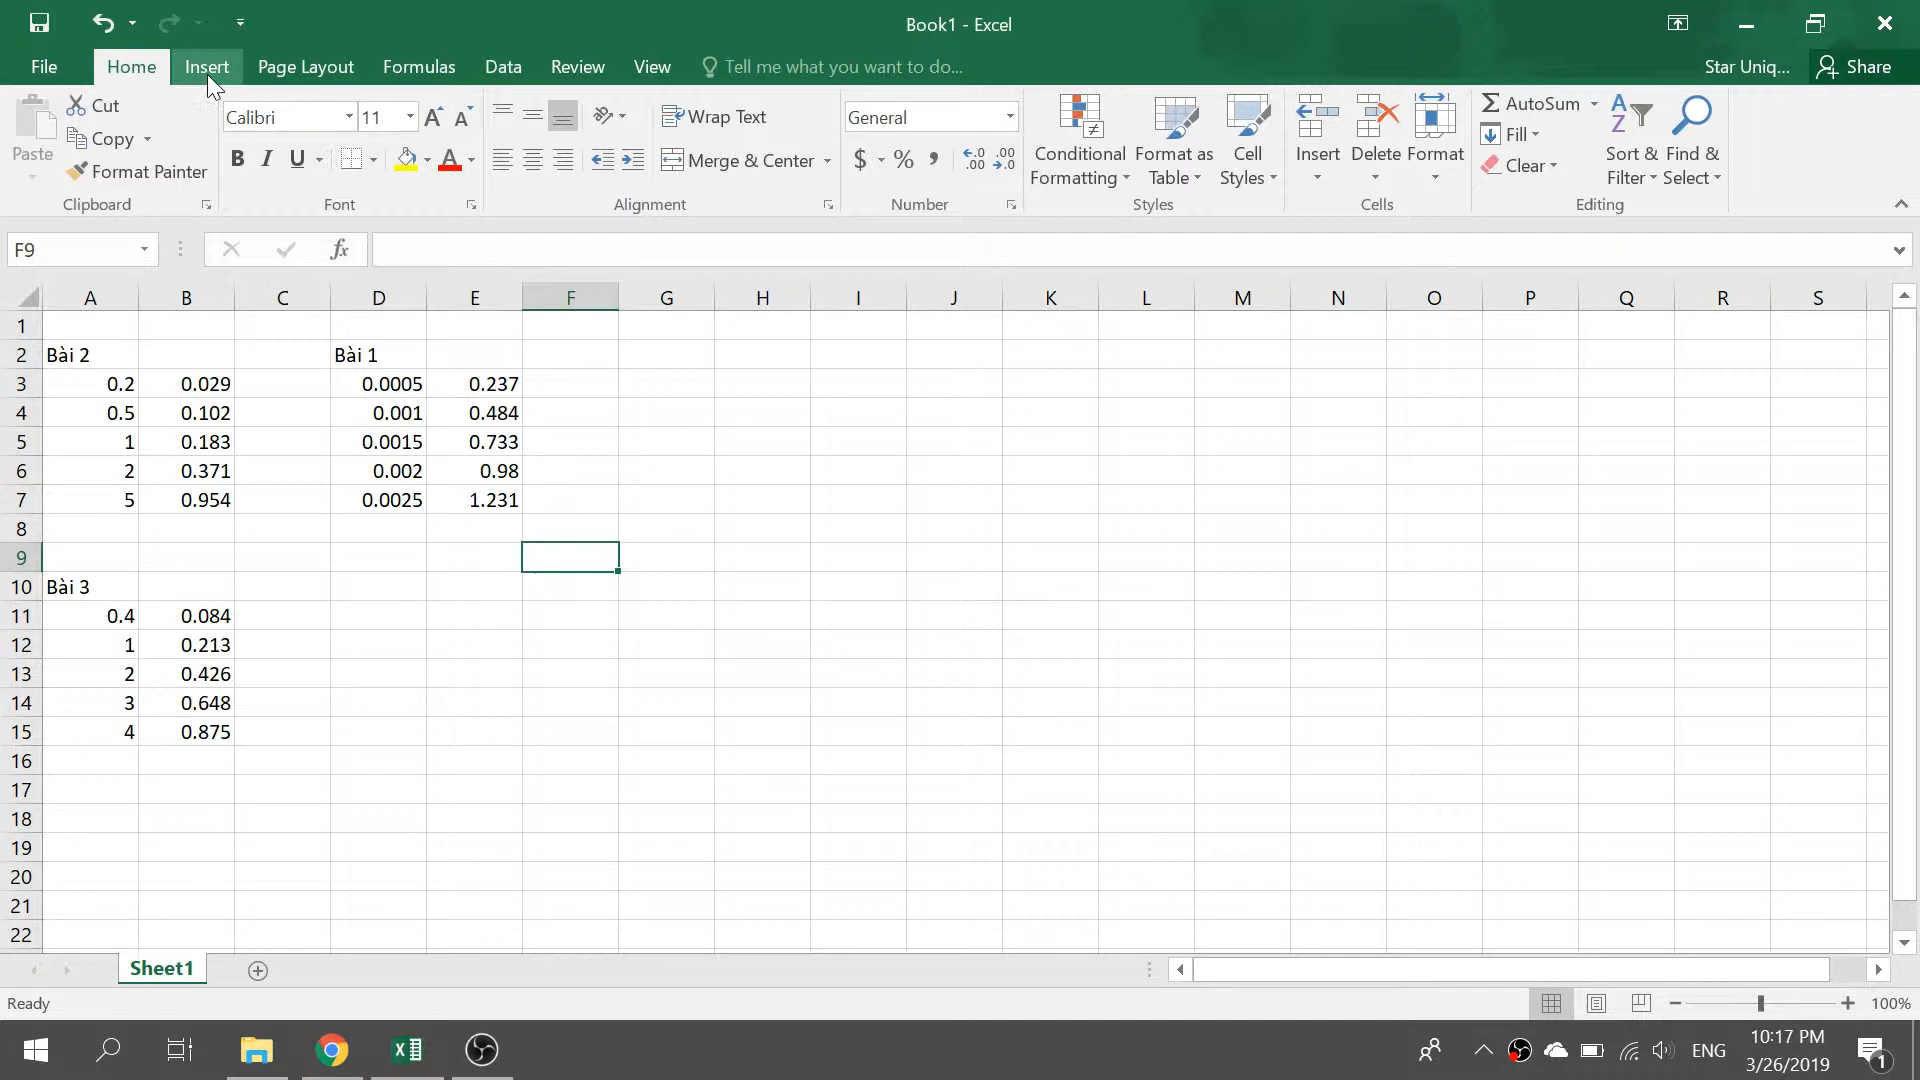 Book1 - Excel
File Home Insert Page Layout Formulas Data Review View Tell me what you want to do... Star Uniq... Share
Paste Cut Copy Format Painter
Calibri 11
B I U A
Wrap Text
Merge & Center
General
$ %
Conditional Formatting
Format as Table
Cell Styles
Insert Delete Format
AutoSum
Fill
Clear
Sort & Filter
Find & Select
Clipboard Font Alignment Number Styles Cells Editing
F9 fx
A B C D E F G H I J K L M N O P Q R S
1
2 Bài 2 Bài 1
3 0.2 0.029 0.0005 0.237
4 0.5 0.102 0.001 0.484
5 1 0.183 0.0015 0.733
6 2 0.371 0.002 0.98
7 5 0.954 0.0025 1.231
8
9
10 Bài 3
11 0.4 0.084
12 1 0.213
13 2 0.426
14 3 0.648
15 4 0.875
16
17
18
19
20
21
22
Sheet1
Ready 100%
ENG
10:17 PM
3/26/2019
1